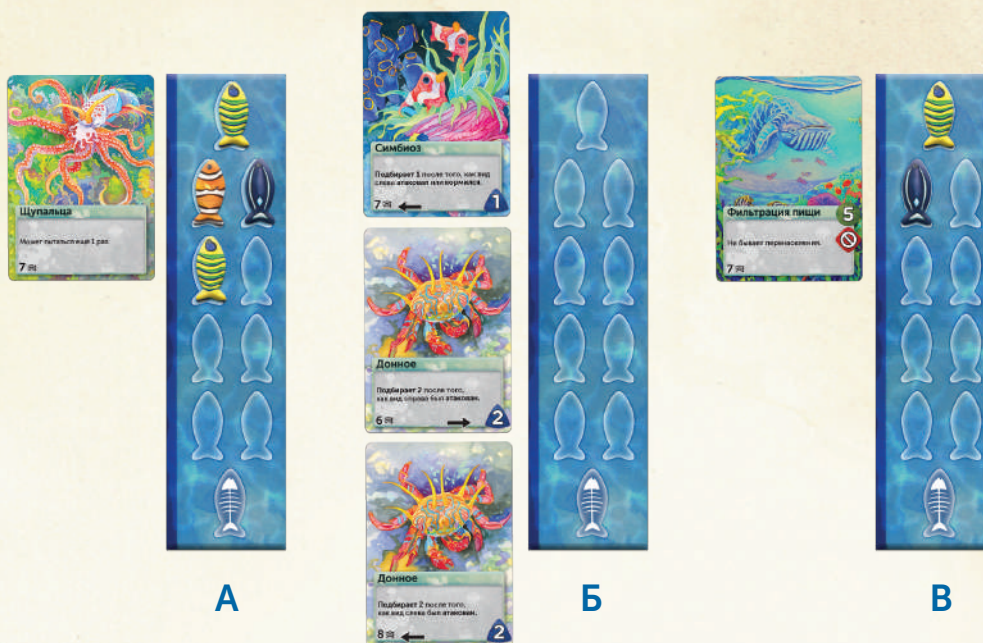 Щупальца
Может питаться ещё 1 раз
7
Симбиоз
Подбирает 1 после того, как вид
слева атакован или кормился.
7
1
Донное
Подбирает 2 после того,
как вид справа был атакован.
6
2
Донное
Подбирает 2 после того,
как вид слева был атакован.
8
2
Фильтрация пищи
5
Не бывает перенаселения.
7
А
Б
В